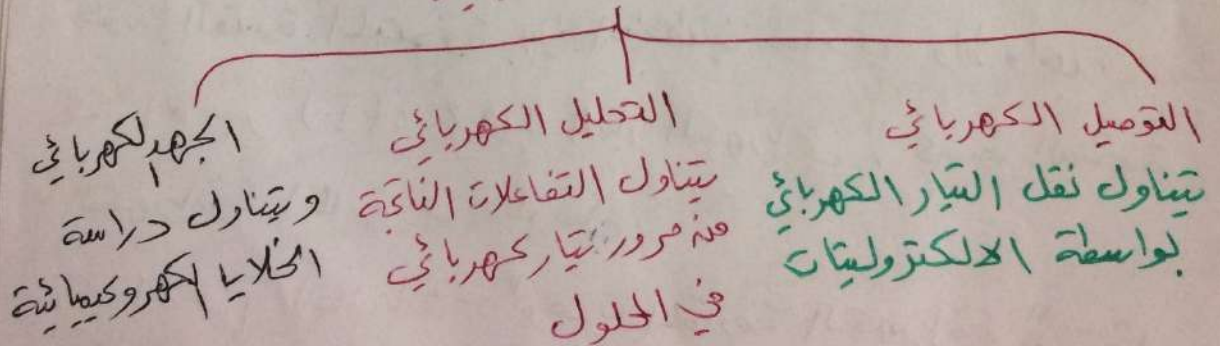 التوصيل الكهربائي
يتناول نقل التيار الكهربائي
بواسطة الالكتروليتات
التحليل الكهربائي
يتناول التفاعلات الناتجة
من مرور تيار كهربائي
في المحلول
الجهد الكهربائي
ويتناول دراسة
الخلايا الكهروكيميائية